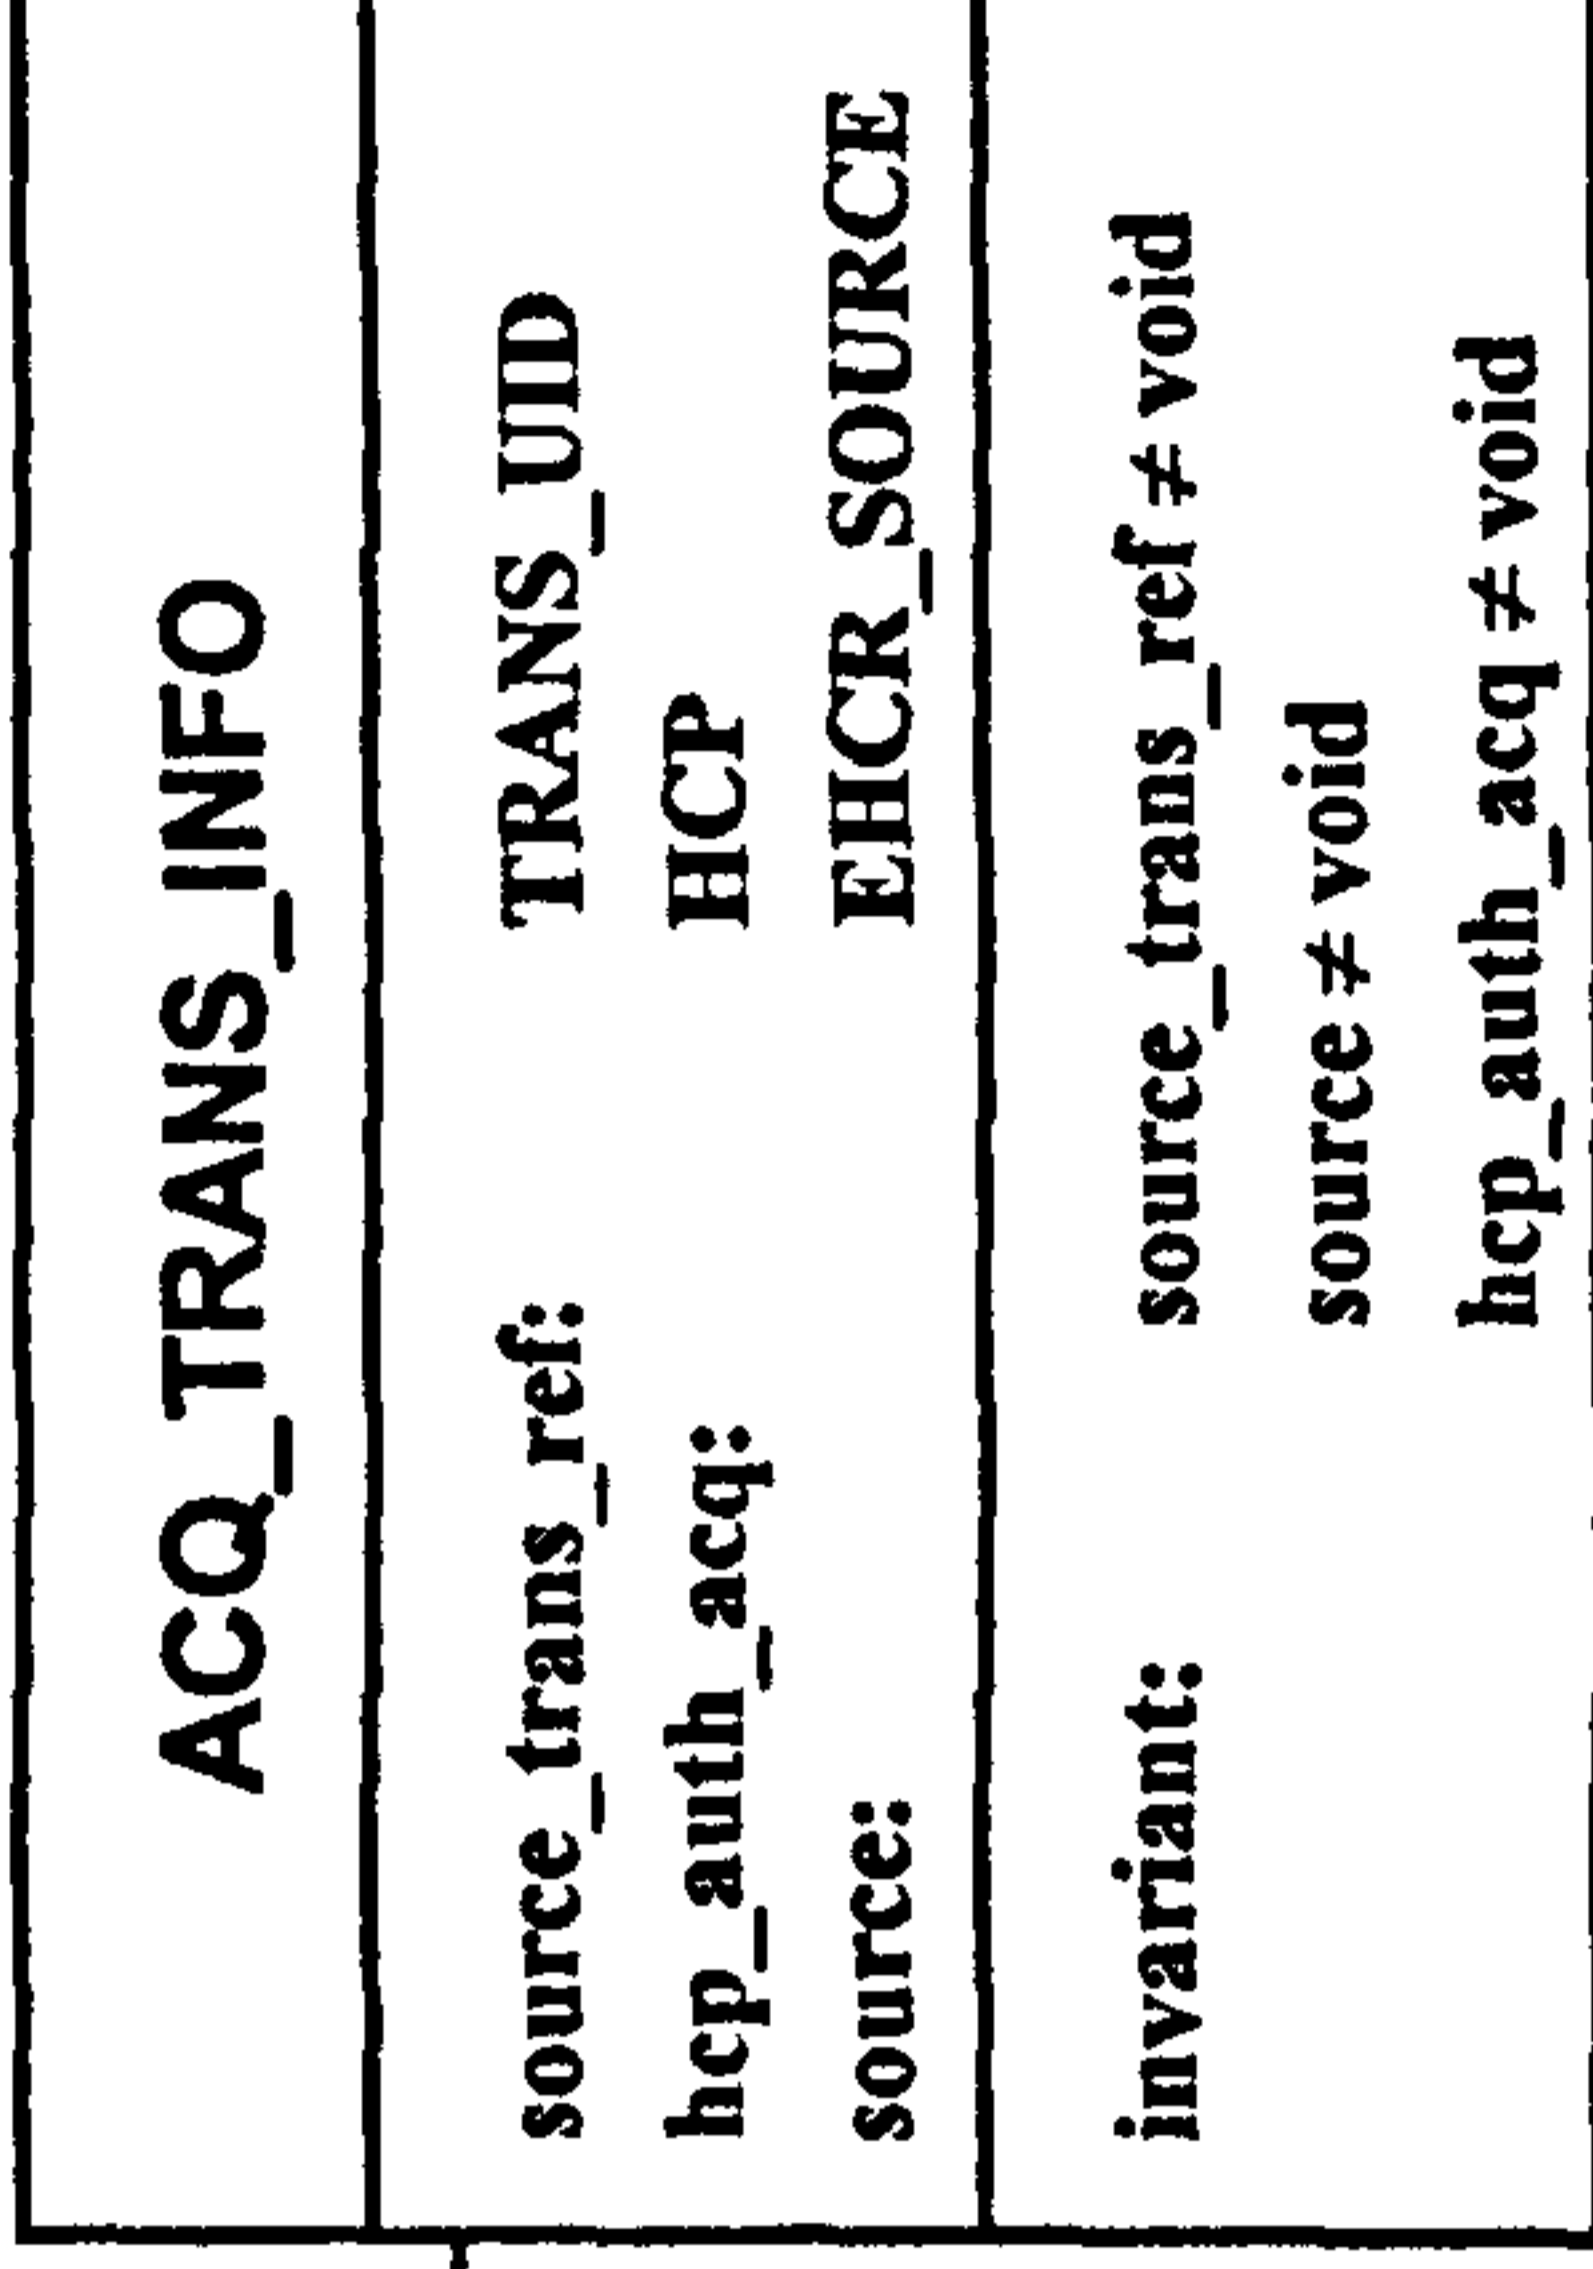 ACQ_TRANS_INFO
source_trans_ref: TRANS_UID
hcp_auth_acq: HCP
source: EHCR_SOURCE
invariant: source_trans_ref ≠ void
source ≠ void
hcp_auth_acq ≠ void